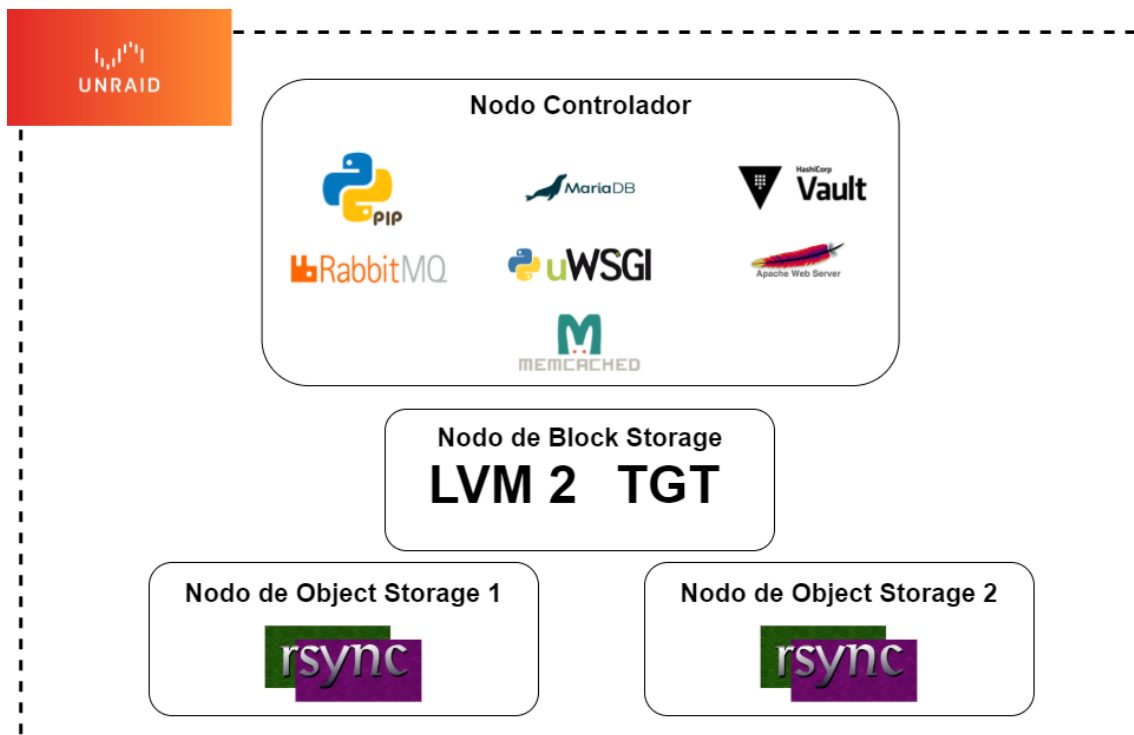 UNRAID
Nodo Controlador
PIP
MariaDB
HashiCorp
Vault
RabbitMQ
uWSGI
Apache Web Server
MEMCACHED
Nodo de Block Storage
LVM 2 TGT
Nodo de Object Storage 1
rsync
Nodo de Object Storage 2
rsync